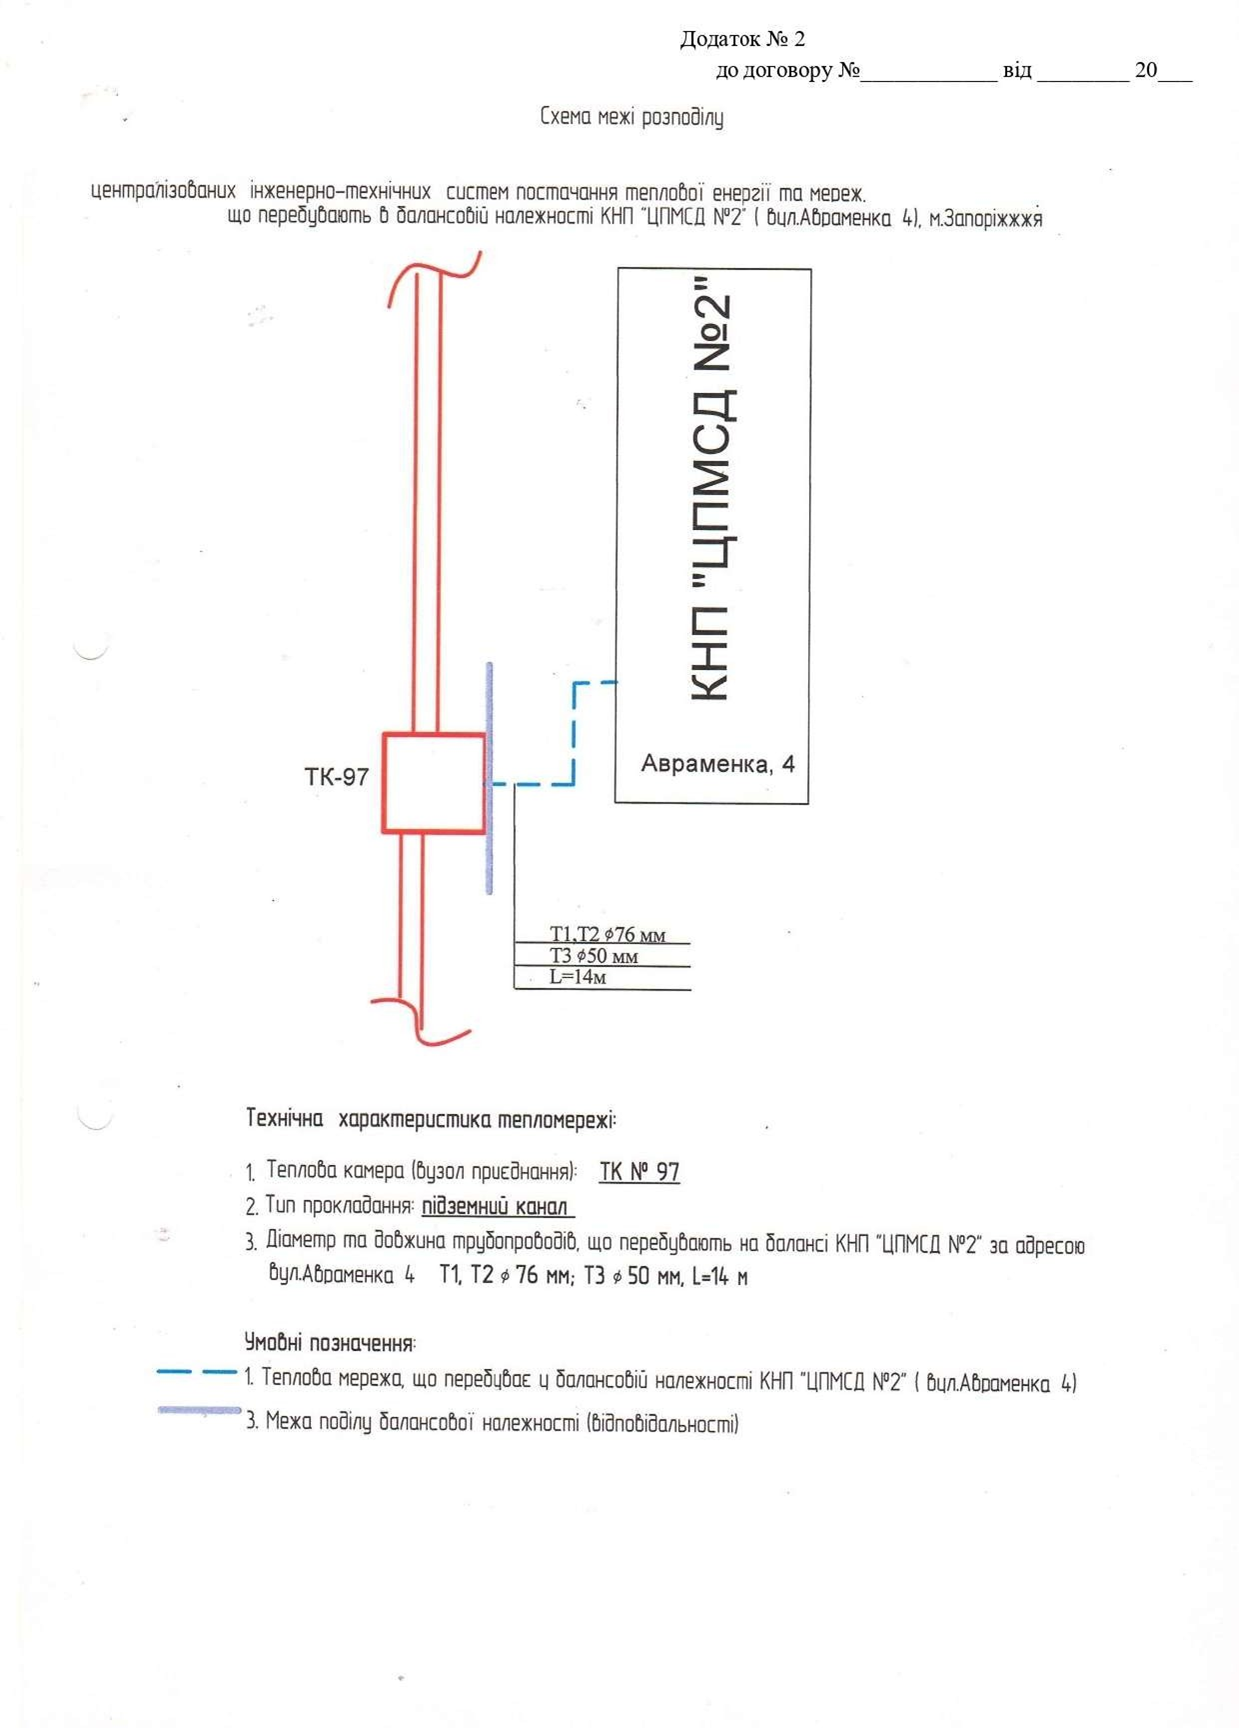 Додаток № 2
до договору №____________ від ________ 20___
Схема межі розподілу
централізованих інженерно-технічних систем постачання теплової енергії та мереж,
що перебувають в балансовій належності КНП "ЦПМСД №2" ( вул.Авраменка 4), м.Запоріжжжя
КНП "ЦПМСД №2"
Авраменка, 4
ТК-97
Т1,Т2 ⌀76 мм
Т3 ⌀50 мм
L=14м
Технічна характеристика тепломережі:
1. Теплова камера (вузол приєднання): ТК № 97
2. Тип прокладання: підземний канал
3. Діаметр та довжина трубопроводів, що перебувають на балансі КНП "ЦПМСД №2" за адресою
вул.Авраменка 4 Т1, Т2 ⌀ 76 мм; Т3 ⌀ 50 мм, L=14 м
Умовні позначення:
1. Теплова мережа, що перебуває у балансовій належності КНП "ЦПМСД №2" ( вул.Авраменка 4)
3. Межа поділу балансової належності (відповідальності)